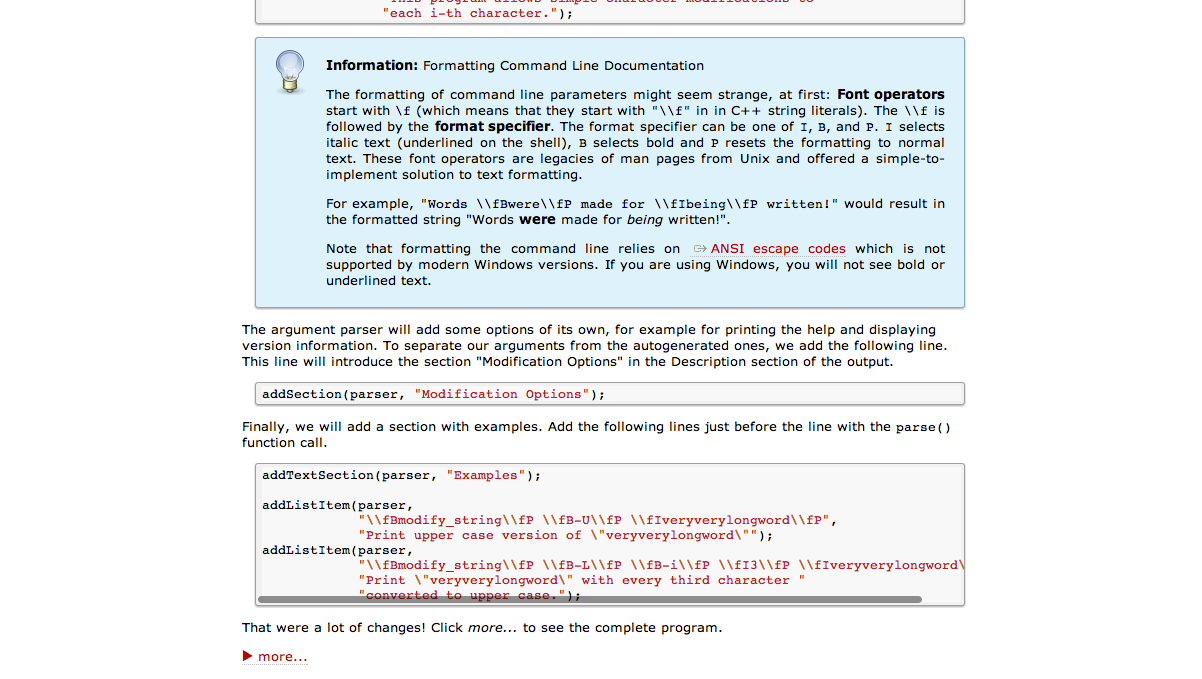 "each i-th character.");
Information: Formatting Command Line Documentation
The formatting of command line parameters might seem strange, at first: Font operators
start with \f (which means that they start with "\\f" in in C++ string literals). The \\f is
followed by the format specifier. The format specifier can be one of I, B, and P. I selects
italic text (underlined on the shell), B selects bold and P resets the formatting to normal
text. These font operators are legacies of man pages from Unix and offered a simple-to-
implement solution to text formatting.
For example, "Words \\fBwere\\fP made for \\fIbeing\\fP written!" would result in
the formatted string "Words were made for being written!".
Note that formatting the command line relies on ANSI escape codes which is not
supported by modern Windows versions. If you are using Windows, you will not see bold or
underlined text.
The argument parser will add some options of its own, for example for printing the help and displaying
version information. To separate our arguments from the autogenerated ones, we add the following line.
This line will introduce the section "Modification Options" in the Description section of the output.
addSection(parser, "Modification Options");
Finally, we will add a section with examples. Add the following lines just before the line with the parse()
function call.
addTextSection(parser, "Examples");
addListItem(parser,
"\\fBmodify_string\\fP \\fB-U\\fP \\fIveryverylongword\\fP",
"Print upper case version of \"veryverylongword\"");
addListItem(parser,
"\\fBmodify_string\\fP \\fB-L\\fP \\fB-i\\fP \\fI3\\fP \\fIveryverylongword\
"Print \"veryverylongword\" with every third character "
"converted to upper case.");
That were a lot of changes! Click more... to see the complete program.
more...